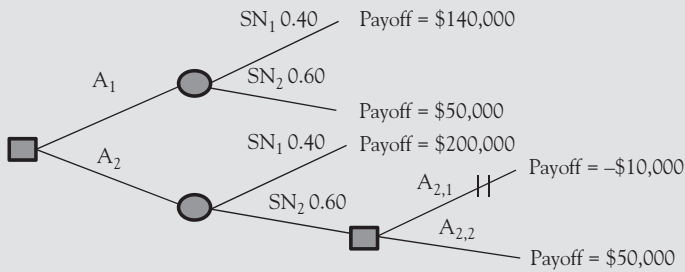 SN₁ 0.40 Payoff = $140,000
A₁
SN₂ 0.60
Payoff = $50,000
A₂
SN₁ 0.40 Payoff = $200,000
Payoff = –$10,000
A₂,₁
SN₂ 0.60
A₂,₂
Payoff = $50,000